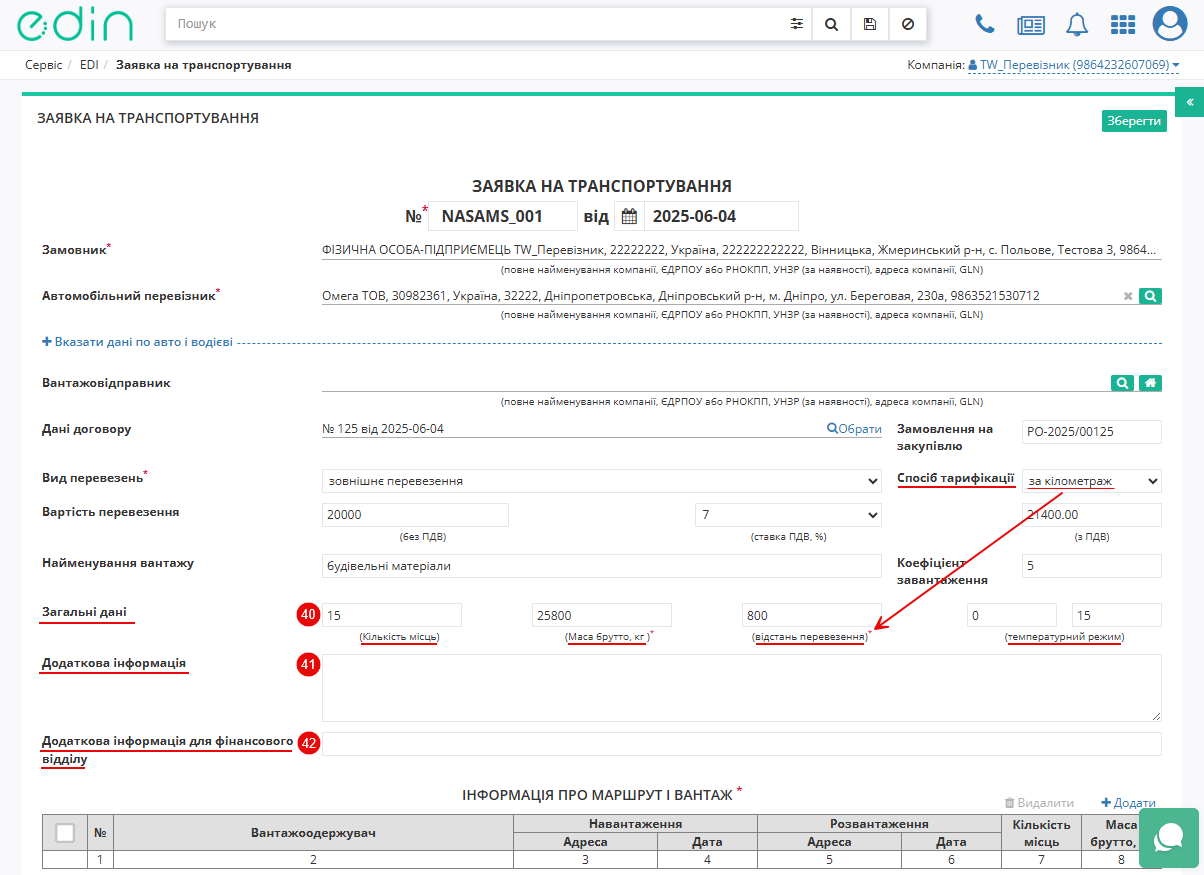 edin
Пошук
Сервіс / EDI / Заявка на транспортування
Компанія: TW_Перевізник (9864232607069)
«
ЗАЯВКА НА ТРАНСПОРТУВАННЯ
Зберегти
ЗАЯВКА НА ТРАНСПОРТУВАННЯ
№* NASAMS_001 від 2025-06-04
Замовник* ФІЗИЧНА ОСОБА-ПІДПРИЄМЕЦЬ TW_Перевізник, 22222222, Україна, 222222222222, Вінницька, Жмеринський р-н, с. Польове, Тестова 3, 9864...
(повне найменування компанії, ЄДРПОУ або РНОКПП, УНЗР (за наявності), адреса компанії, GLN)
Автомобільний перевізник* Омега ТОВ, 30982361, Україна, 32222, Дніпропетровська, Дніпровський р-н, м. Дніпро, ул. Береговая, 230а, 9863521530712
(повне найменування компанії, ЄДРПОУ або РНОКПП, УНЗР (за наявності), адреса компанії, GLN)
Вказати дані по авто і водієві
Вантажовідправник
(повне найменування компанії, ЄДРПОУ або РНОКПП, УНЗР (за наявності), адреса компанії, GLN)
Дані договору № 125 від 2025-06-04 Обрати Замовлення на закупівлю PO-2025/00125
Вид перевезень* зовнішнє перевезення Спосіб тарифікації за кілометраж
Вартість перевезення 20000 7 21400.00
(без ПДВ) (ставка ПДВ, %) (з ПДВ)
Найменування вантажу будівельні матеріали Коефіцієнт завантаження 5
Загальні дані 40 15 25800 800 0 15
(Кількість місць) (Маса брутто, кг )* (відстань перевезення)* (температурний режим)
Додаткова інформація 41
Додаткова інформація для фінансового 42
відділу
ІНФОРМАЦІЯ ПРО МАРШРУТ І ВАНТАЖ *
Видалити Додати
№ Вантажоодержувач Навантаження Розвантаження Кількість місць Маса брутто,
Адреса Дата Адреса Дата
1 2 3 4 5 6 7 8